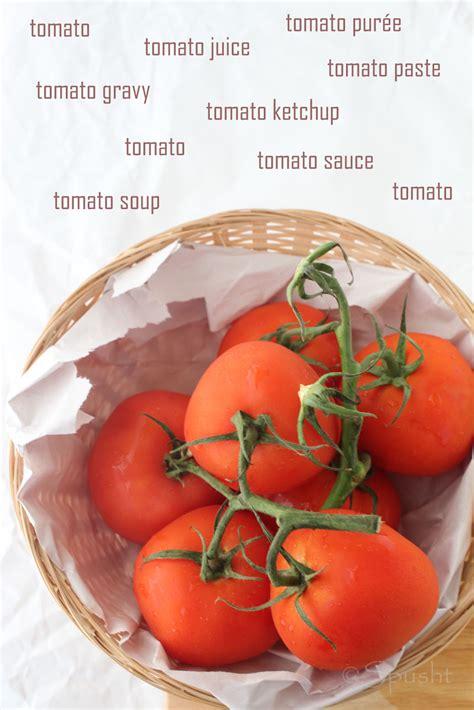 tomato
tomato purée
tomato juice
tomato paste
tomato gravy
tomato ketchup
tomato
tomato sauce
tomato soup
tomato
© Spusht